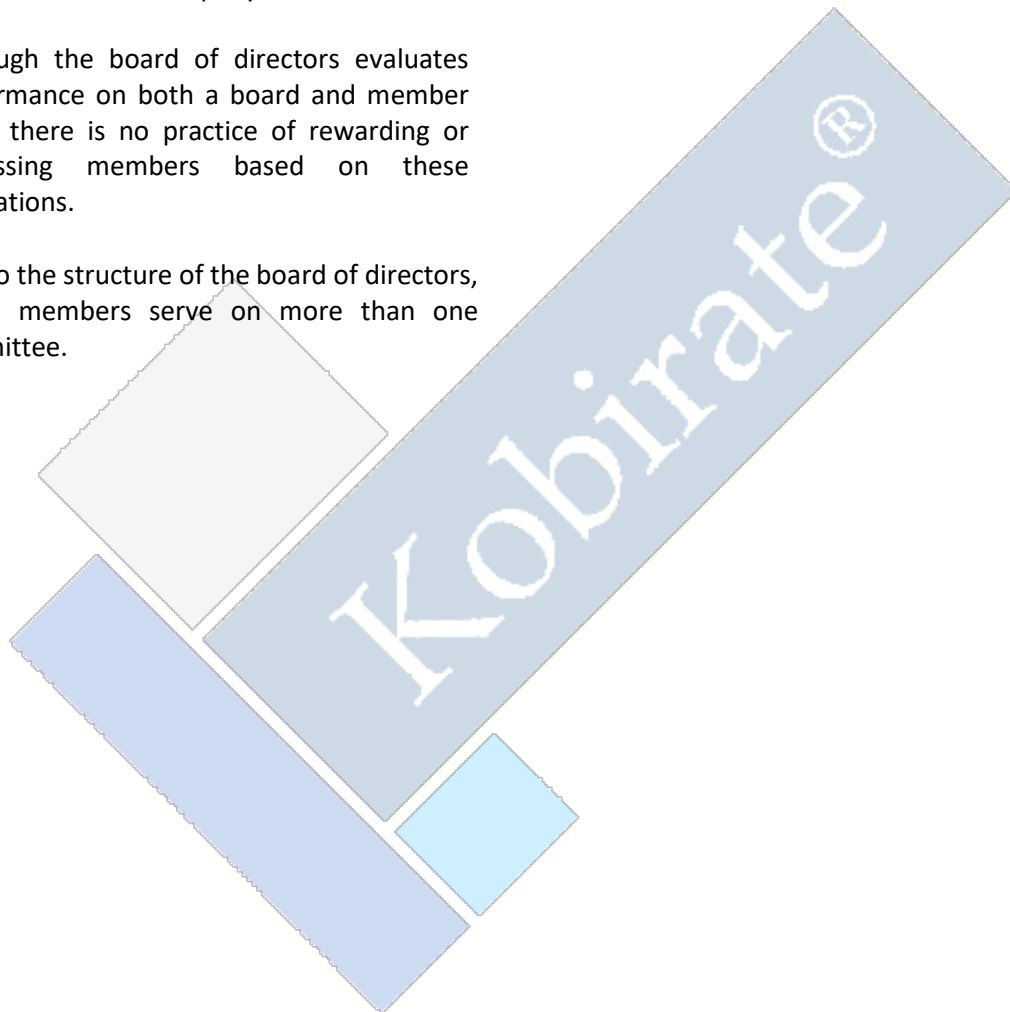 ugh the board of directors evaluates
rmance on both a board and member
there is no practice of rewarding or
ssing members based on these
ations.
o the structure of the board of directors,
members serve on more than one
mittee.
Kobirate ®